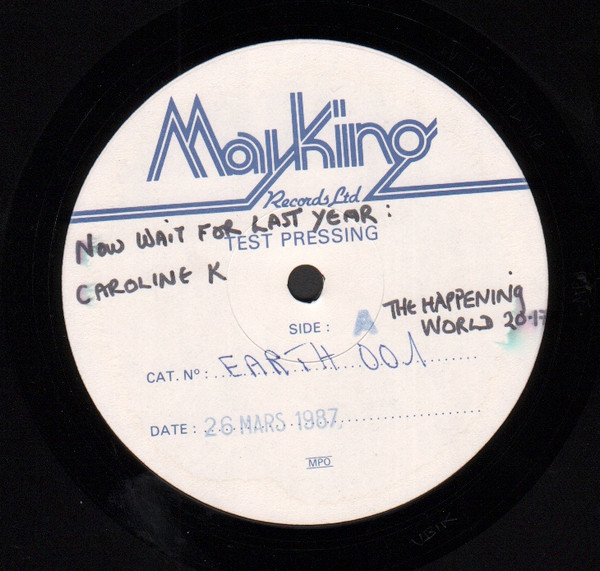 Mayking
Records Ltd
NOW WAIT FOR LAST YEAR:
TEST PRESSING
CAROLINE K
THE HAPPENING
WORLD 20-17
SIDE: A
CAT. Nº: EARTH 001
DATE: 26 MARS 1987
MPO